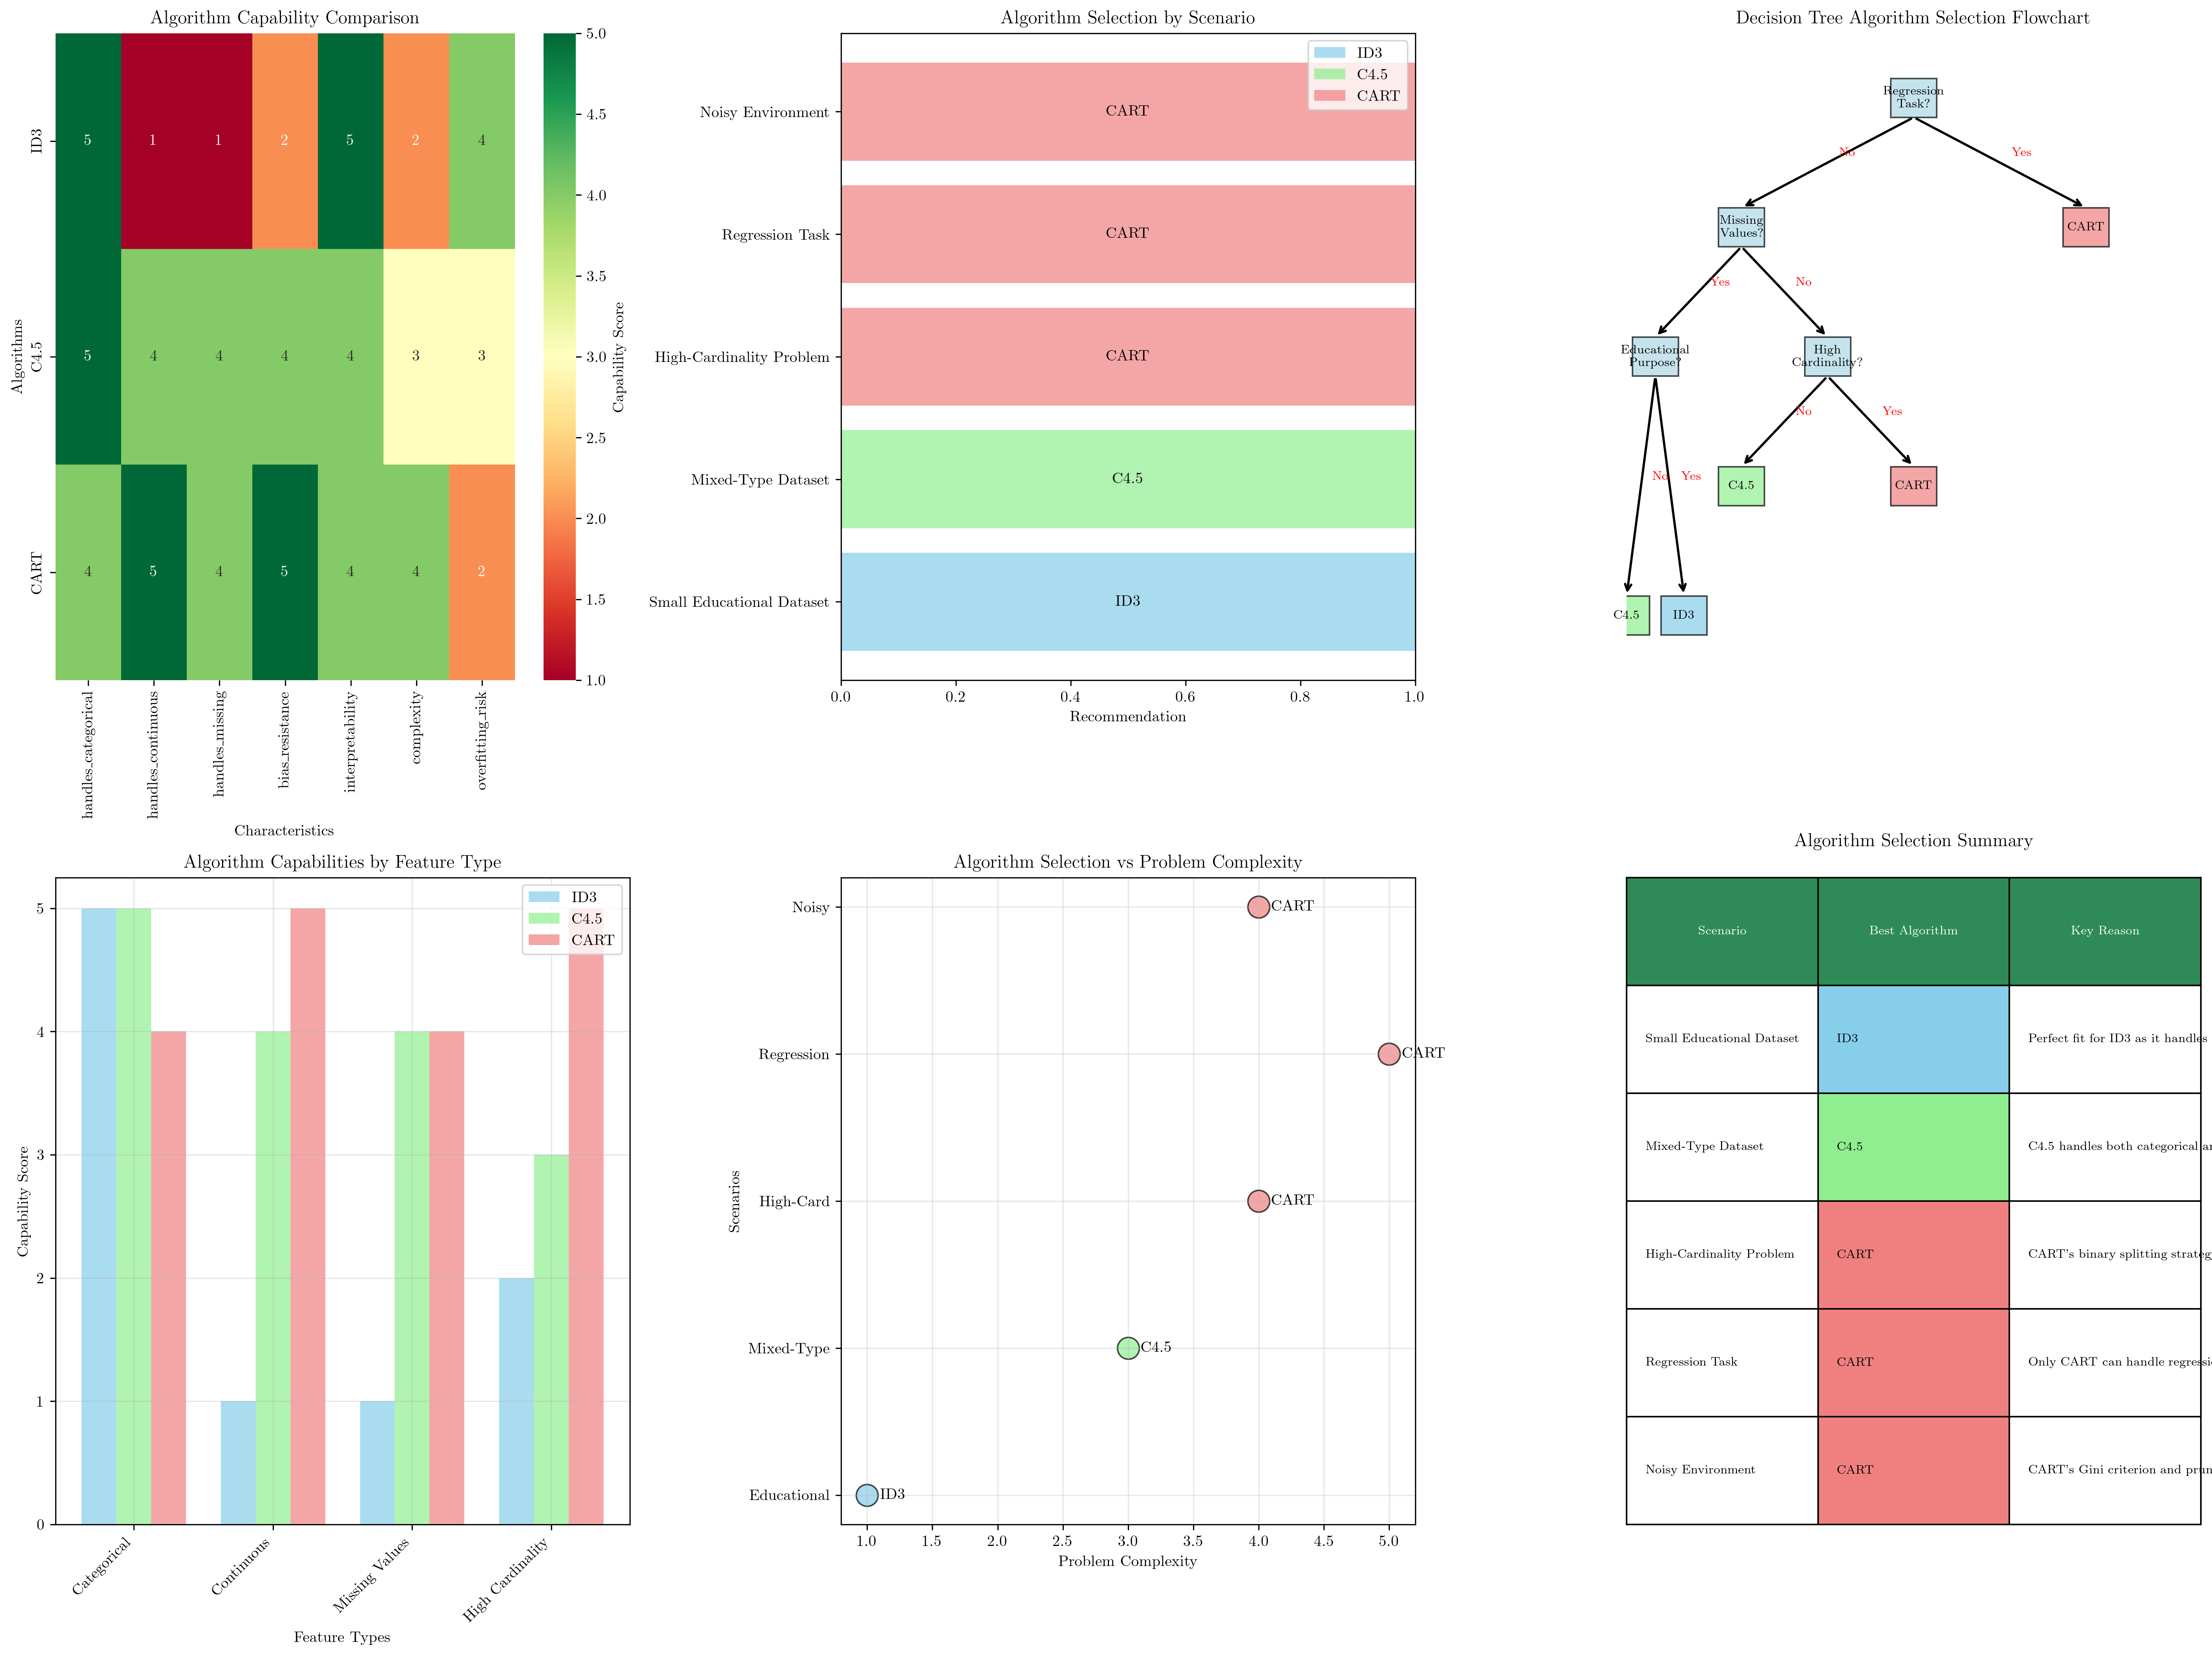 Algorithm Capability Comparison
Algorithms
ID3
C4.5
CART
5 1 1 2 5 2 4
5 4 4 4 4 3 3
4 5 4 5 4 4 2
handles_categorical
handles_continuous
handles_missing
bias_resistance
interpretability
complexity
overfitting_risk
Characteristics
5.0
4.5
4.0
3.5
3.0
2.5
2.0
1.5
1.0
Capability Score
Algorithm Selection by Scenario
ID3
C4.5
CART
Noisy Environment
CART
Regression Task
CART
High-Cardinality Problem
CART
Mixed-Type Dataset
C4.5
Small Educational Dataset
ID3
0.0 0.2 0.4 0.6 0.8 1.0
Recommendation
Decision Tree Algorithm Selection Flowchart
Regression
Task?
No
Yes
Missing
Values?
CART
Yes
No
Educational
Purpose?
High
Cardinality?
No
Yes
No
Yes
C4.5
CART
C4.5
ID3
Algorithm Capabilities by Feature Type
ID3
C4.5
CART
Capability Score
5
4
3
2
1
0
Categorical
Continuous
Missing Values
High Cardinality
Feature Types
Algorithm Selection vs Problem Complexity
Scenarios
Noisy
CART
Regression
CART
High-Card
CART
Mixed-Type
C4.5
Educational
ID3
1.0 1.5 2.0 2.5 3.0 3.5 4.0 4.5 5.0
Problem Complexity
Algorithm Selection Summary
Scenario Best Algorithm Key Reason
Small Educational Dataset ID3 Perfect fit for ID3 as it handles
Mixed-Type Dataset C4.5 C4.5 handles both categorical
High-Cardinality Problem CART CART's binary splitting
Regression Task CART Only CART can handle
Noisy Environment CART CART's Gini criterion and